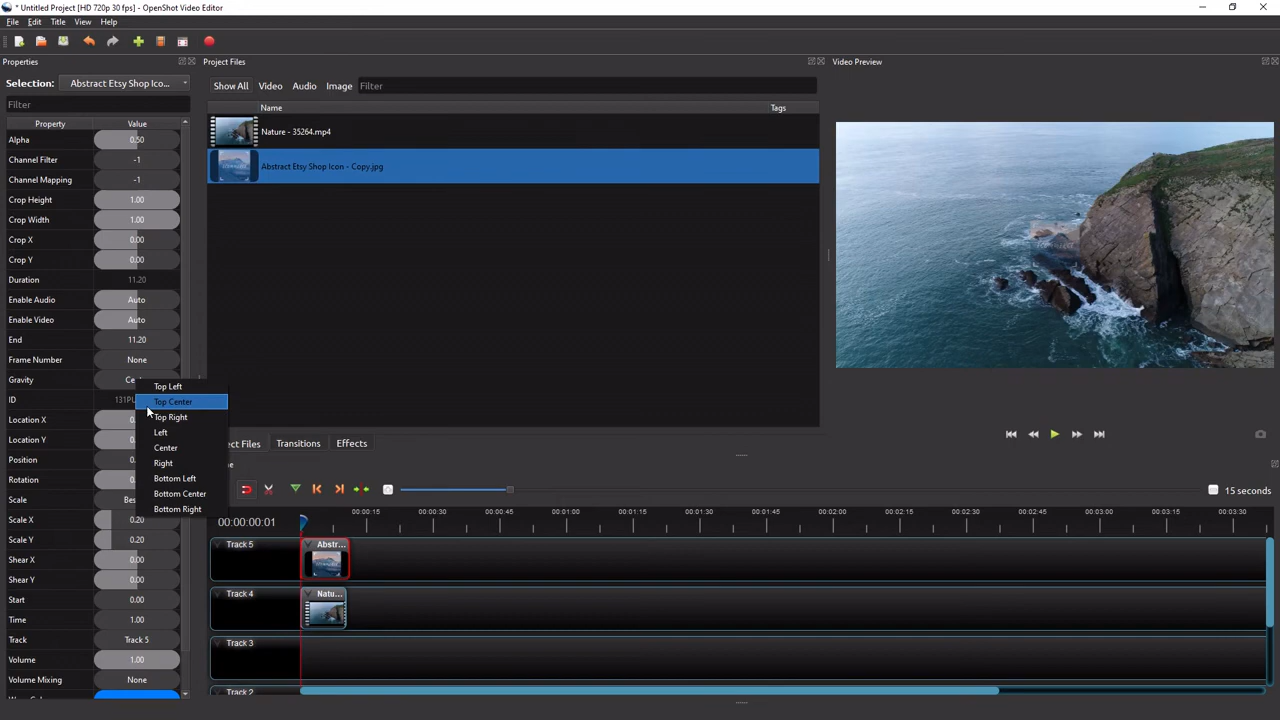 * Untitled Project [HD 720p 30 fps] - OpenShot Video Editor
File Edit Title View Help
Properties
Project Files
Video Preview
Selection: Abstract Etsy Shop Ico...
Show All Video Audio Image Filter
Filter
Name Tags
Property Value
Nature - 35264.mp4
Abstract Etsy Shop Icon - Copy.jpg
Alpha 0.50
Channel Filter -1
Channel Mapping -1
Crop Height 1.00
Crop Width 1.00
Crop X 0.00
Crop Y 0.00
Duration 11.20
Enable Audio Auto
Enable Video Auto
End 11.20
Frame Number None
Gravity
ID
Location X
Location Y
Position
Rotation
Scale
Scale X 0.20
Scale Y 0.20
Shear X 0.00
Shear Y 0.00
Start 0.00
Time 1.00
Track Track 5
Volume 1.00
Volume Mixing None
Top Left
Top Center
Top Right
Left
Center
Right
Bottom Left
Bottom Center
Bottom Right
Files Transitions Effects
15 seconds
00:00:00:01
00:00:15 00:00:30 00:00:45 00:01:00 00:01:15 00:01:30 00:01:45 00:02:00 00:02:15 00:02:30 00:02:45 00:03:00 00:03:15 00:03:30
Track 5 Abstr...
Track 4 Natu...
Track 3
Track 2